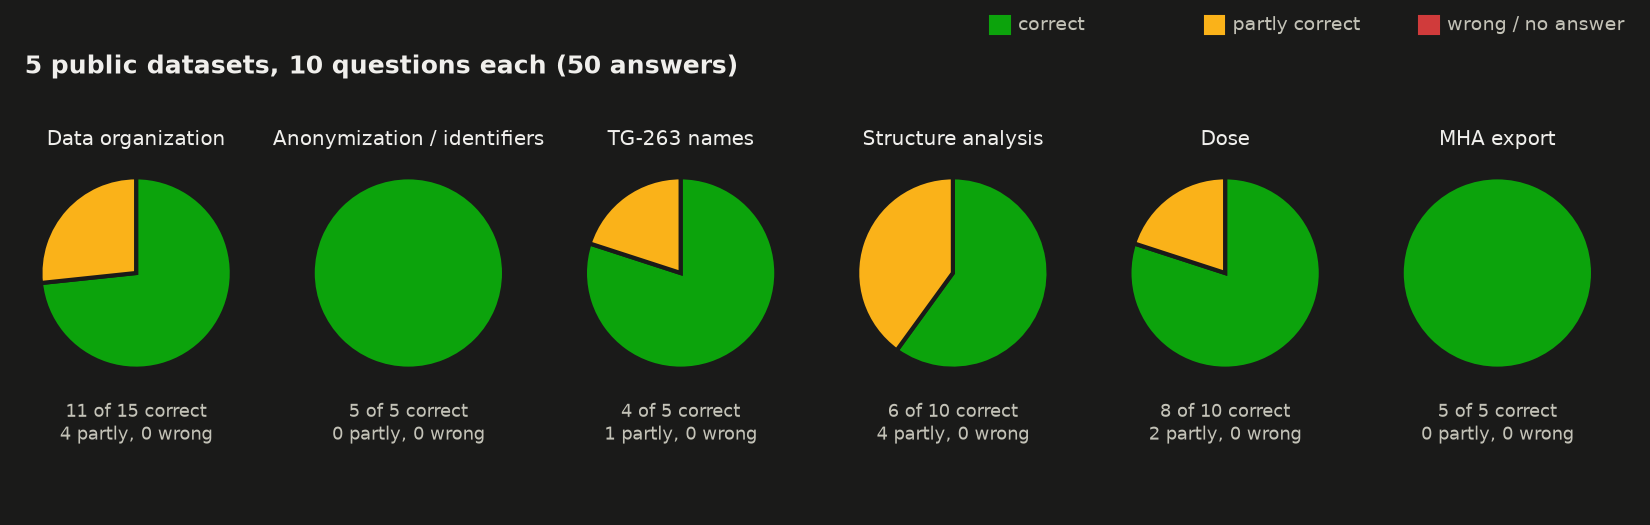 correct
partly correct
wrong / no answer
5 public datasets, 10 questions each (50 answers)
Data organization
Anonymization / identifiers
TG-263 names
Structure analysis
Dose
MHA export
11 of 15 correct
4 partly, 0 wrong
5 of 5 correct
0 partly, 0 wrong
4 of 5 correct
1 partly, 0 wrong
6 of 10 correct
4 partly, 0 wrong
8 of 10 correct
2 partly, 0 wrong
5 of 5 correct
0 partly, 0 wrong